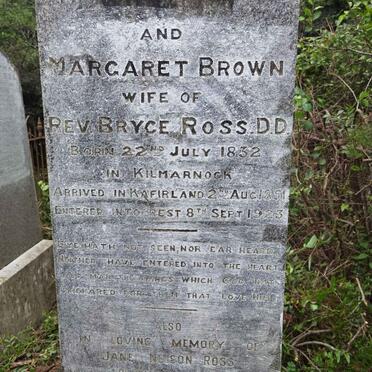 AND
MARGARET BROWN
WIFE OF
REV. BRYCE ROSS. D.D.
BORN 22ND JULY 1832
IN KILMARNOCK
ARRIVED IN KAFIRLAND 2ND AUG 1851
ENTERED INTO REST 8TH SEPT 1923
EYE HATH NOT SEEN, NOR EAR HEARD
NEITHER HAVE ENTERED INTO THE HEART
THINGS WHICH GOD HATH
PREPARED FOR THEM THAT LOVE HIM
ALSO
IN LOVING MEMORY OF
JANE NELSON ROSS